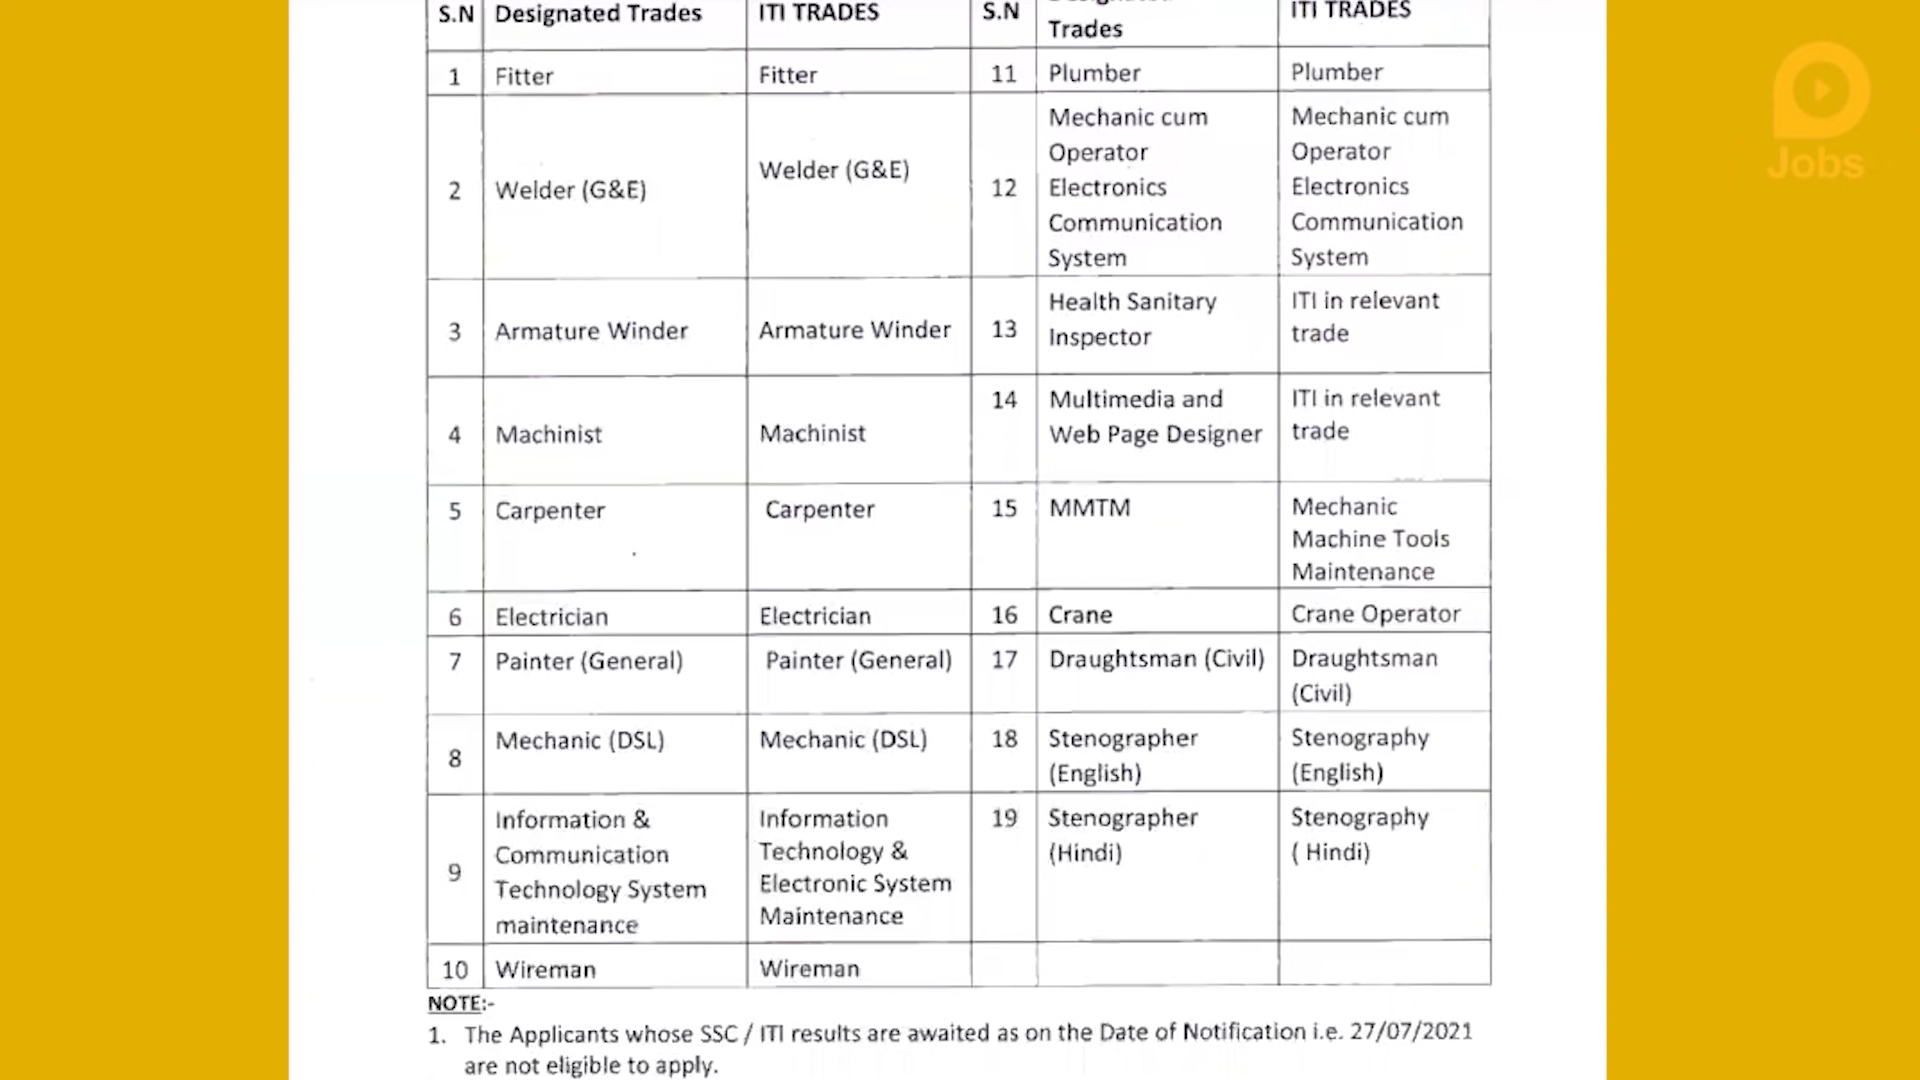 S.N Designated Trades ITI TRADES S.N Trades ITI TRADES
1 Fitter Fitter 11 Plumber Plumber
2 Welder (G&E) Welder (G&E) 12 Mechanic cum Operator Electronics Communication System Mechanic cum Operator Electronics Communication System
3 Armature Winder Armature Winder 13 Health Sanitary Inspector ITI in relevant trade
4 Machinist Machinist 14 Multimedia and Web Page Designer ITI in relevant trade
5 Carpenter Carpenter 15 MMTM Mechanic Machine Tools Maintenance
6 Electrician Electrician 16 Crane Crane Operator
7 Painter (General) Painter (General) 17 Draughtsman (Civil) Draughtsman (Civil)
8 Mechanic (DSL) Mechanic (DSL) 18 Stenographer (English) Stenography (English)
9 Information & Communication Technology System maintenance Information Technology & Electronic System Maintenance 19 Stenographer (Hindi) Stenography ( Hindi)
10 Wireman Wireman
NOTE:-
1. The Applicants whose SSC / ITI results are awaited as on the Date of Notification i.e. 27/07/2021
are not eligible to apply.
Jobs